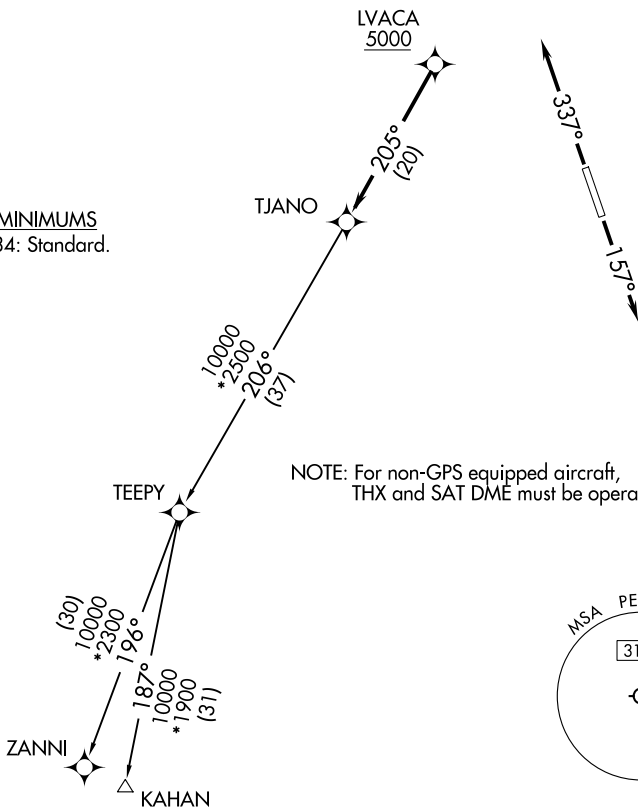 LVACA
5000
337°
205°
(20)
TJANO
MINIMUMS
34: Standard.
157°
10000
*2500
206°
(37)
NOTE: For non-GPS equipped aircraft,
THX and SAT DME must be opera
TEEPY
(30)
10000
*2300
196°
187°
10000
*1900
(31)
MSA PE
31
ZANNI
KAHAN